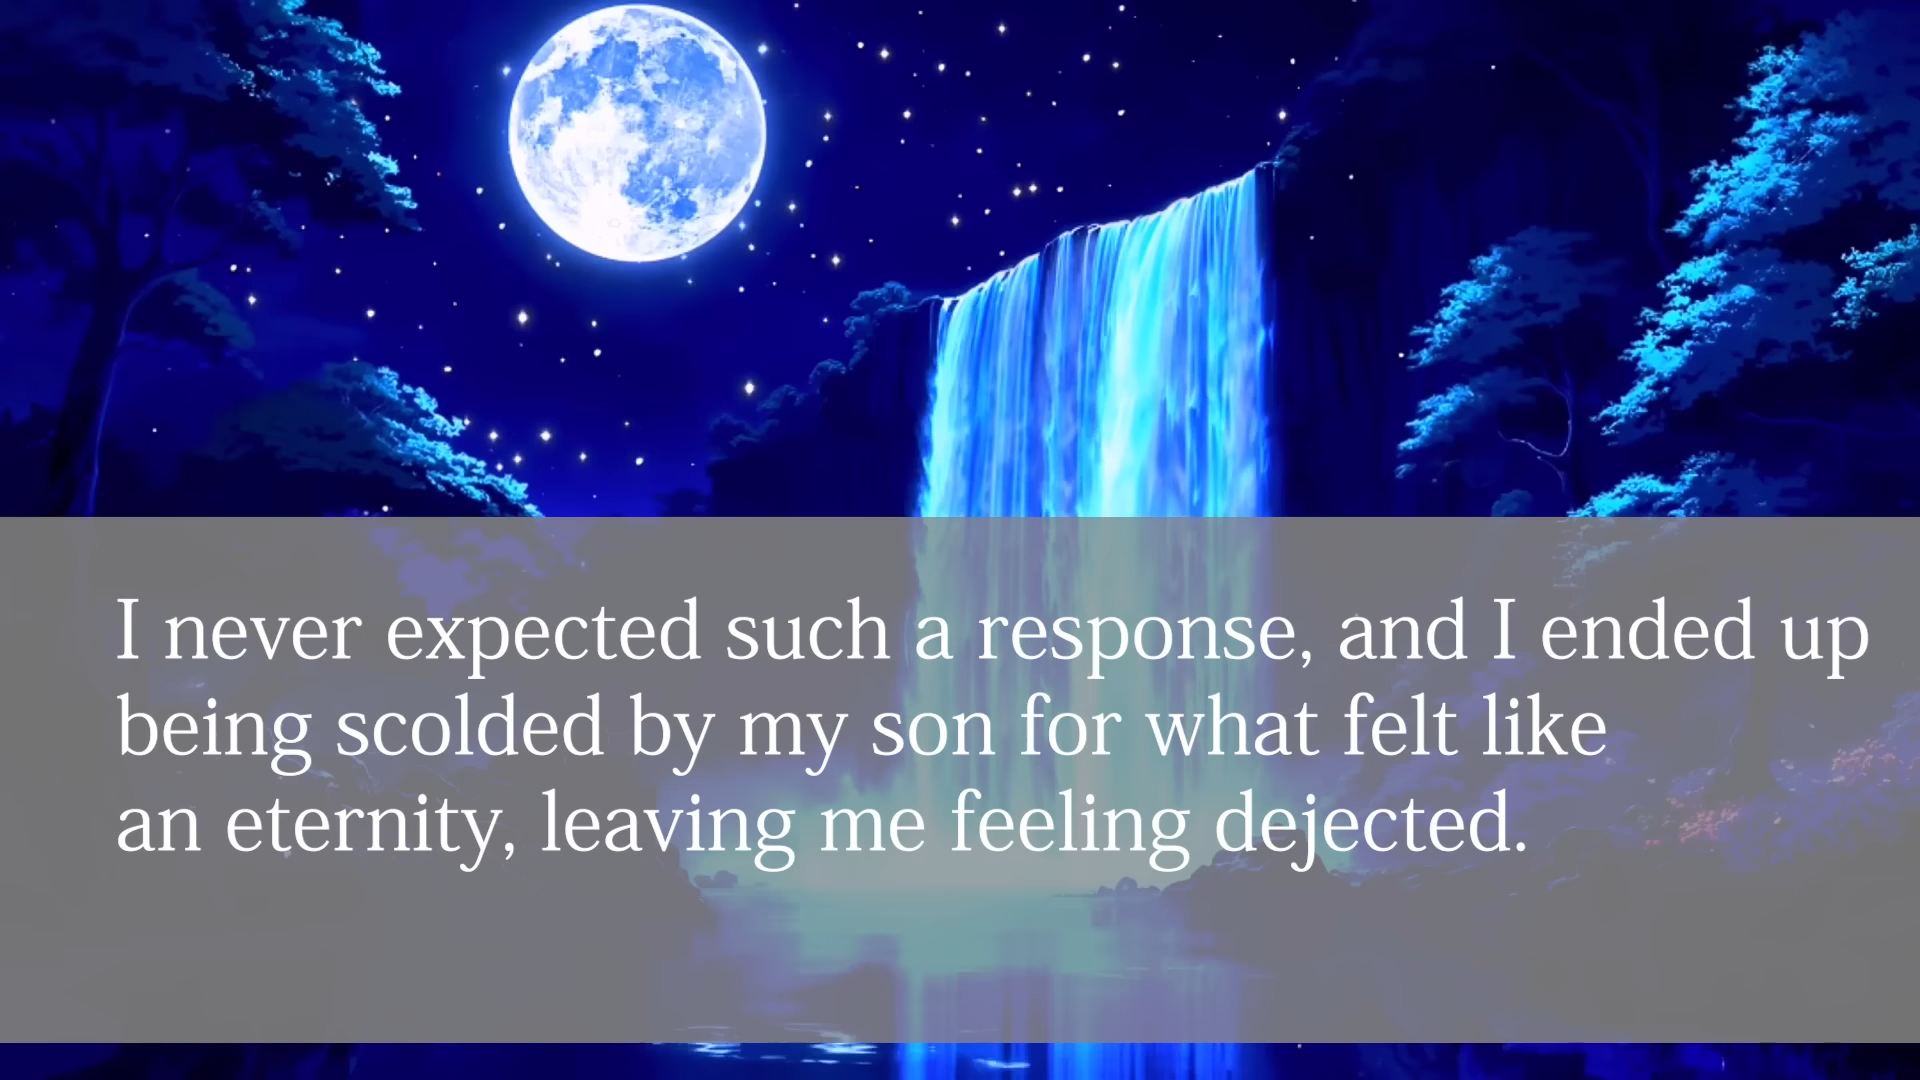 I never expected such a response, and I ended up
being scolded by my son for what felt like
an eternity, leaving me feeling dejected.